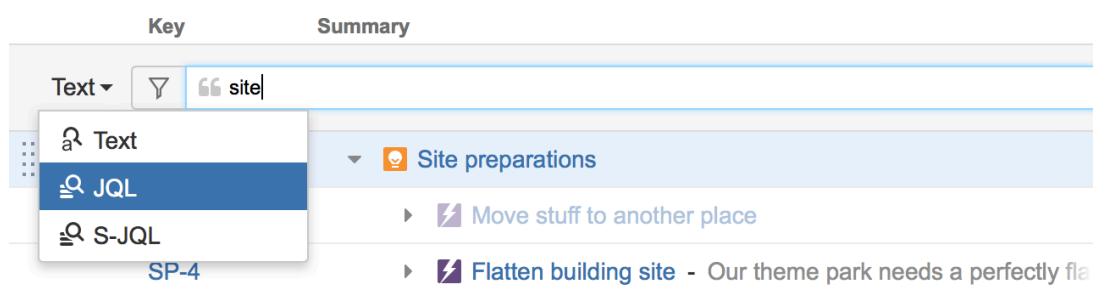 Key Summary
Text site
Text
Site preparations
JQL
Move stuff to another place
S-JQL
SP-4 Flatten building site - Our theme park needs a perfectly fla